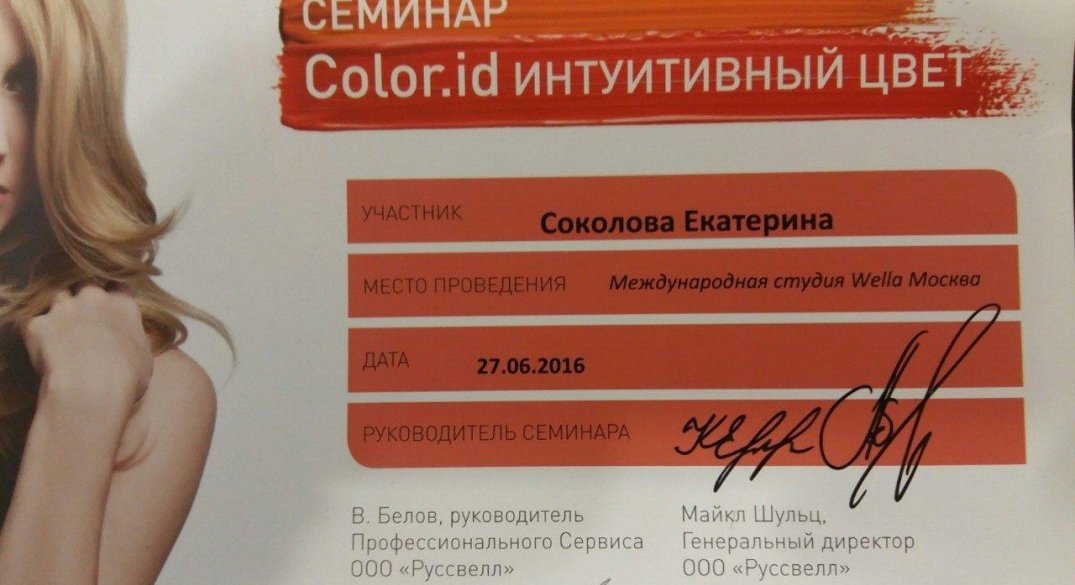 СЕМИНАР
Color.id ИНТУИТИВНЫЙ ЦВЕТ
УЧАСТНИК Соколова Екатерина
МЕСТО ПРОВЕДЕНИЯ Международная студия Wella Москва
ДАТА 27.06.2016
РУКОВОДИТЕЛЬ СЕМИНАРА
В. Белов, руководитель
Профессионального Сервиса
ООО «Руссвелл»
Майкл Шульц,
Генеральный директор
ООО «Руссвелл»